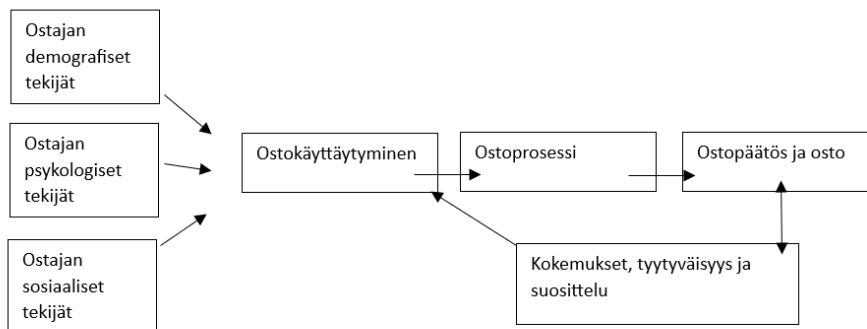 Ostajan
demografiset
tekijät
Ostajan
psykologiset
tekijät
Ostajan
sosiaaliset
tekijät
Ostokäyttäytyminen
Ostoprosessi
Ostopäätös ja osto
Kokemukset, tyytyväisyys ja
suosittelu